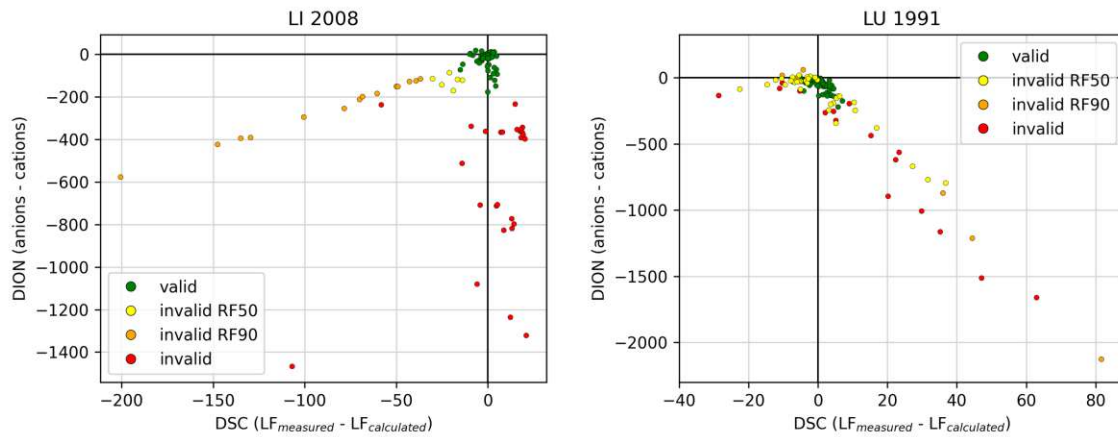 LI 2008
DION (anions - cations)
0
−200
−400
−600
−800
−1000
−1200
−1400
valid
invalid RF50
invalid RF90
invalid
−200
−150
−100
−50
0
DSC (LFmeasured - LFcalculated)
LU 1991
DION (anions - cations)
0
−500
−1000
−1500
−2000
valid
invalid RF50
invalid RF90
invalid
−40
−20
0
20
40
60
80
DSC (LFmeasured - LFcalculated)